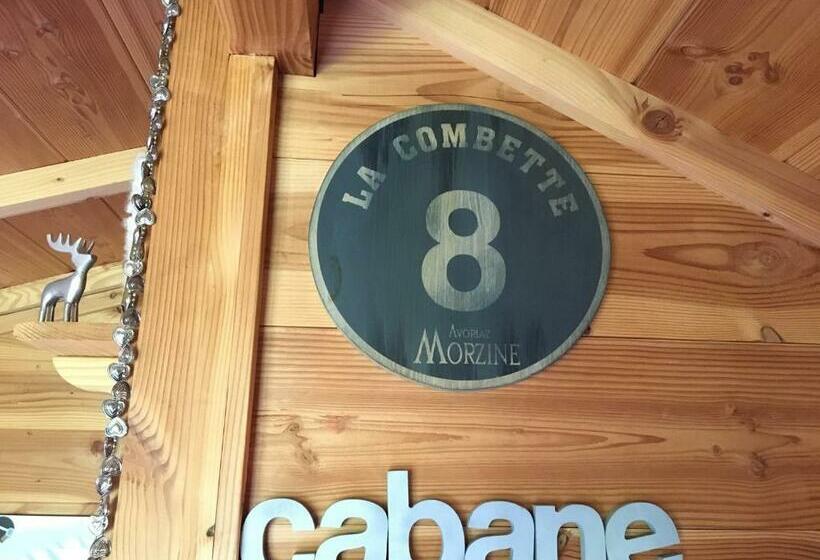 LA COMBETTE
8
AVORIAZ
MORZINE
cabane